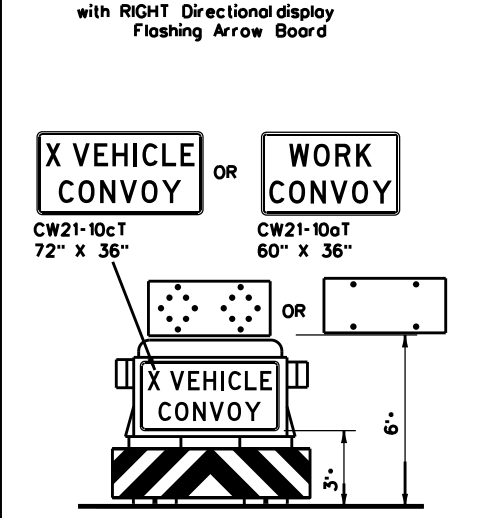 with RIGHT Directional display
Flashing Arrow Board
X VEHICLE
CONVOY
OR
WORK
CONVOY
CW21-10cT
72" X 36"
CW21-10aT
60" X 36"
OR
X VEHICLE
CONVOY
6'±
3'±